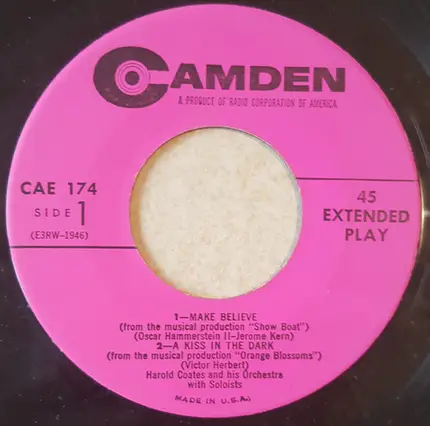 CAMDEN
A PRODUCT OF RADIO CORPORATION OF AMERICA
CAE 174
SIDE 1
(E3RW-1946)
45
EXTENDED
PLAY
1—MAKE BELIEVE
(from the musical production "Show Boat")
(Oscar Hammerstein II-Jerome Kern)
2—A KISS IN THE DARK
(from the musical production "Orange Blossoms")
(Victor Herbert)
Harold Coates and his Orchestra
with Soloists
MADE IN U.S.A.